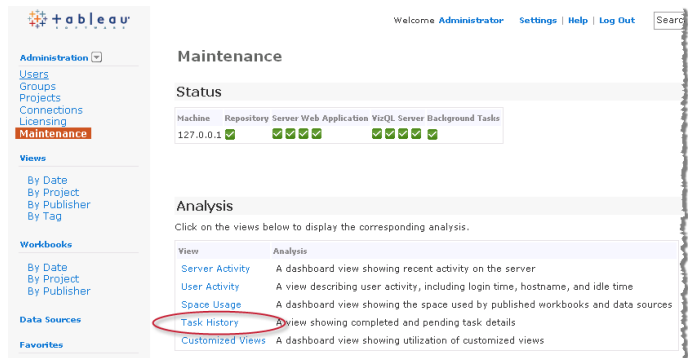 +ableau
SOFTWARE
Welcome Administrator Settings | Help | Log Out Searc
Administration
Users
Groups
Projects
Connections
Licensing
Maintenance
Views
By Date
By Project
By Publisher
By Tag
Workbooks
By Date
By Project
By Publisher
Data Sources
Favorites
Maintenance
Status
Machine Repository Server Web Application VizQL Server Background Tasks
127.0.0.1
Analysis
Click on the views below to display the corresponding analysis.
View Analysis
Server Activity A dashboard view showing recent activity on the server
User Activity A view describing user activity, including login time, hostname, and idle time
Space Usage A dashboard view showing the space used by published workbooks and data sources
Task History A view showing completed and pending task details
Customized Views A dashboard view showing utilization of customized views